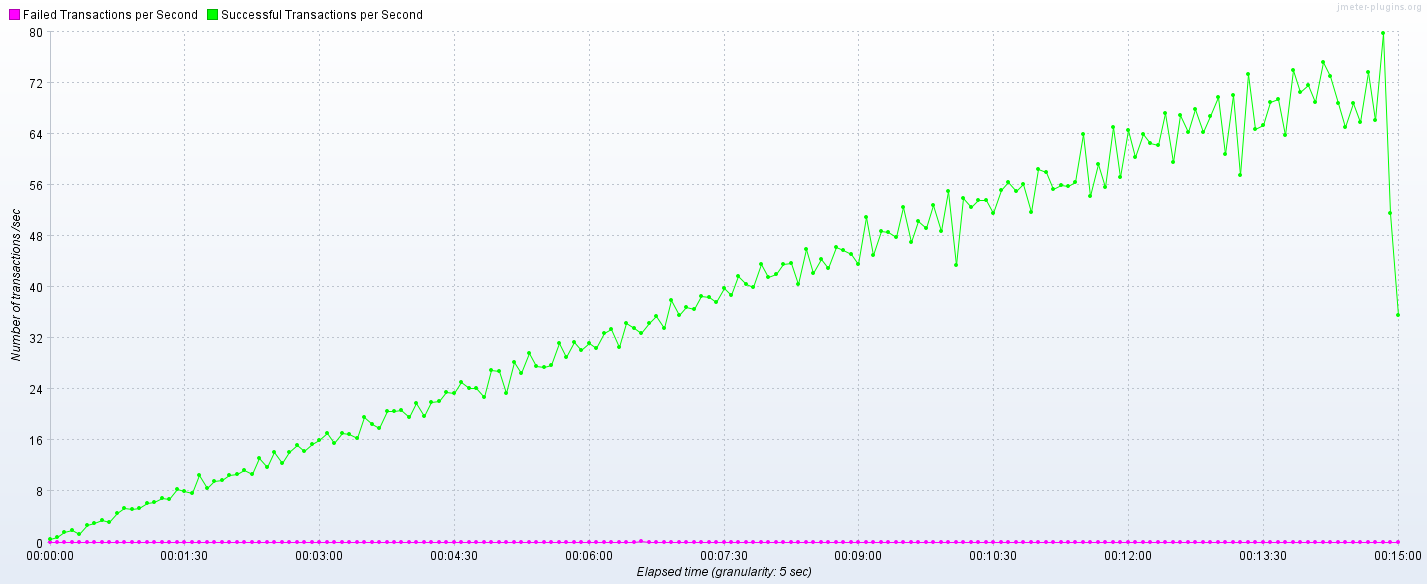 Failed Transactions per Second Successful Transactions per Second
jmeter-plugins.org
80
72
64
56
48
40
32
24
16
8
0
Number of transactions /sec
00:00:00 00:01:30 00:03:00 00:04:30 00:06:00 00:07:30 00:09:00 00:10:30 00:12:00 00:13:30 00:15:00
Elapsed time (granularity: 5 sec)